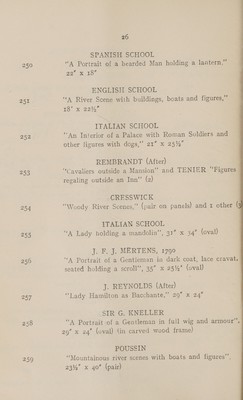 26
SPANISH SCHOOL
250 "A Portrait of a bearded Man holding a lantern,"
22" x 18"
ENGLISH SCHOOL
251 "A River Scene with buildings, boats and figures,"
18" x 22½"
ITALIAN SCHOOL
252 "An Interior of a Palace with Roman Soldiers and
other figures with dogs," 21" x 25½"
REMBRANDT (After)
253 "Cavaliers outside a Mansion" and TENIER "Figures
regaling outside an Inn" (2)
CRESSWICK
254 "Woody River Scenes," (pair on panels) and 1 other (3
ITALIAN SCHOOL
255 "A Lady holding a mandolin", 31" x 34" (oval)
J. F. J. MERTENS, 1790
256 "A Portrait of a Gentleman in dark coat, lace cravat,
seated holding a scroll", 35" x 25½" (oval)
J. REYNOLDS (After)
257 "Lady Hamilton as Bacchante," 29" x 24"
SIR G. KNELLER
258 "A Portrait of a Gentleman in full wig and armour",
29" x 24" (oval) (in carved wood frame)
POUSSIN
259 "Mountainous river scenes with boats and figures",
23½" x 40" (pair)